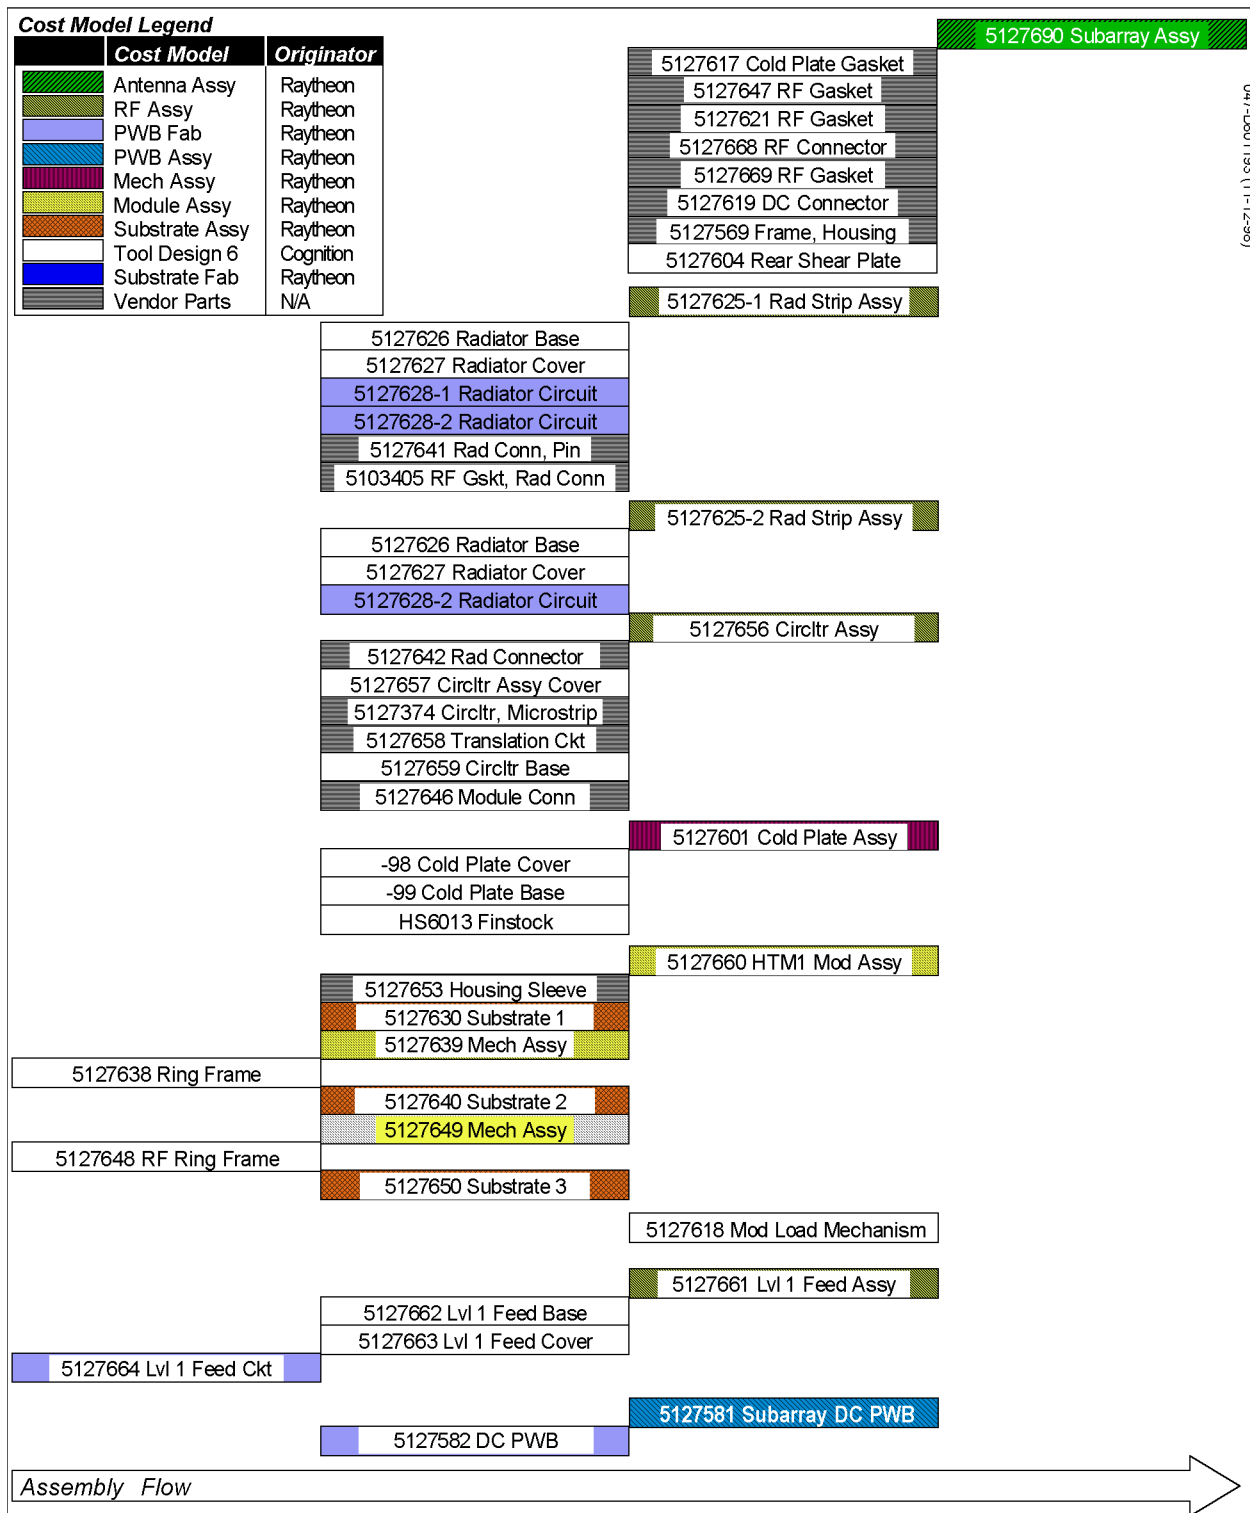 Cost Model Legend
Cost Model Originator
Antenna Assy Raytheon
RF Assy Raytheon
PWB Fab Raytheon
PWB Assy Raytheon
Mech Assy Raytheon
Module Assy Raytheon
Substrate Assy Raytheon
Tool Design 6 Cognition
Substrate Fab Raytheon
Vendor Parts N/A
5127690 Subarray Assy
5127617 Cold Plate Gasket
5127647 RF Gasket
5127621 RF Gasket
5127668 RF Connector
5127669 RF Gasket
5127619 DC Connector
5127569 Frame, Housing
5127604 Rear Shear Plate
5127625-1 Rad Strip Assy
5127626 Radiator Base
5127627 Radiator Cover
5127628-1 Radiator Circuit
5127628-2 Radiator Circuit
5127641 Rad Conn, Pin
5103405 RF Gskt, Rad Conn
5127625-2 Rad Strip Assy
5127626 Radiator Base
5127627 Radiator Cover
5127628-2 Radiator Circuit
5127656 Circltr Assy
5127642 Rad Connector
5127657 Circltr Assy Cover
5127374 Circltr, Microstrip
5127658 Translation Ckt
5127659 Circltr Base
5127646 Module Conn
5127601 Cold Plate Assy
-98 Cold Plate Cover
-99 Cold Plate Base
HS6013 Finstock
5127660 HTM1 Mod Assy
5127653 Housing Sleeve
5127630 Substrate 1
5127639 Mech Assy
5127638 Ring Frame
5127640 Substrate 2
5127649 Mech Assy
5127648 RF Ring Frame
5127650 Substrate 3
5127618 Mod Load Mechanism
5127661 Lvl 1 Feed Assy
5127662 Lvl 1 Feed Base
5127663 Lvl 1 Feed Cover
5127664 Lvl 1 Feed Ckt
5127581 Subarray DC PWB
5127582 DC PWB
Assembly Flow